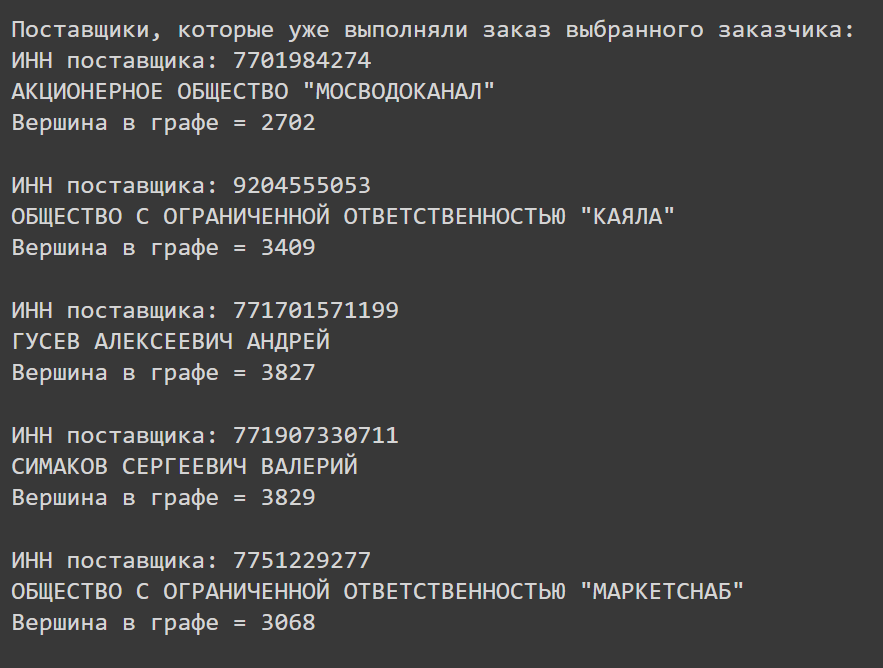 Поставщики, которые уже выполняли заказ выбранного заказчика:
ИНН поставщика: 7701984274
АКЦИОНЕРНОЕ ОБЩЕСТВО "МОСВОДОКАНАЛ"
Вершина в графе = 2702
ИНН поставщика: 9204555053
ОБЩЕСТВО С ОГРАНИЧЕННОЙ ОТВЕТСТВЕННОСТЬЮ "КАЯЛА"
Вершина в графе = 3409
ИНН поставщика: 771701571199
ГУСЕВ АЛЕКСЕЕВИЧ АНДРЕЙ
Вершина в графе = 3827
ИНН поставщика: 771907330711
СИМАКОВ СЕРГЕЕВИЧ ВАЛЕРИЙ
Вершина в графе = 3829
ИНН поставщика: 7751229277
ОБЩЕСТВО С ОГРАНИЧЕННОЙ ОТВЕТСТВЕННОСТЬЮ "МАРКЕТСНАБ"
Вершина в графе = 3068